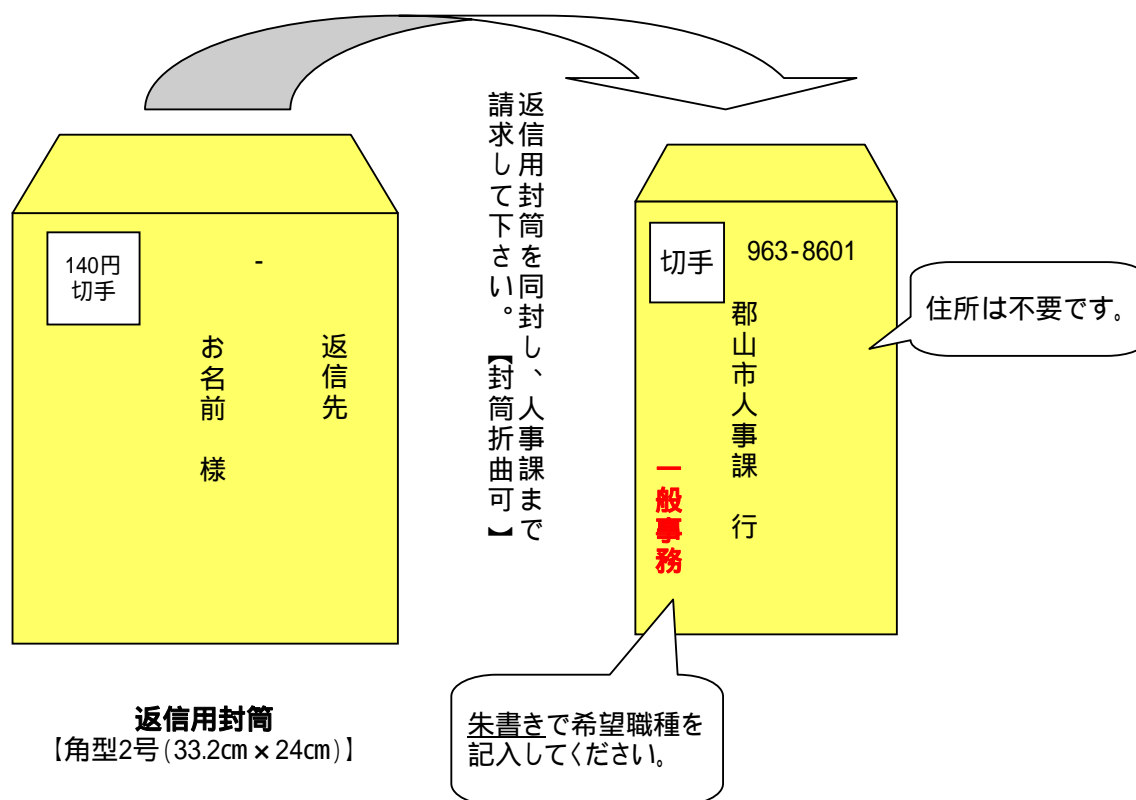 140円
切手
-
返信先
お名前　様
返信用封筒
【角型2号(33.2cm×24cm)】
返信用封筒を同封し、人事課まで
請求して下さい。【封筒折曲可】
切手
963-8601
郡山市人事課　行
一般事務
住所は不要です。
朱書きで希望職種を
記入してください。